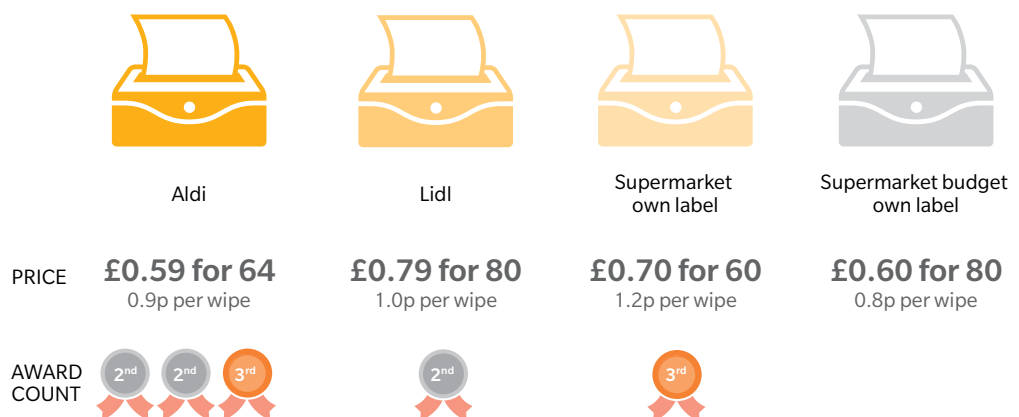 Aldi
Lidl
Supermarket
own label
Supermarket budget
own label
PRICE
£0.59 for 64
0.9p per wipe
£0.79 for 80
1.0p per wipe
£0.70 for 60
1.2p per wipe
£0.60 for 80
0.8p per wipe
AWARD
COUNT
2nd
2nd
3rd
2nd
3rd